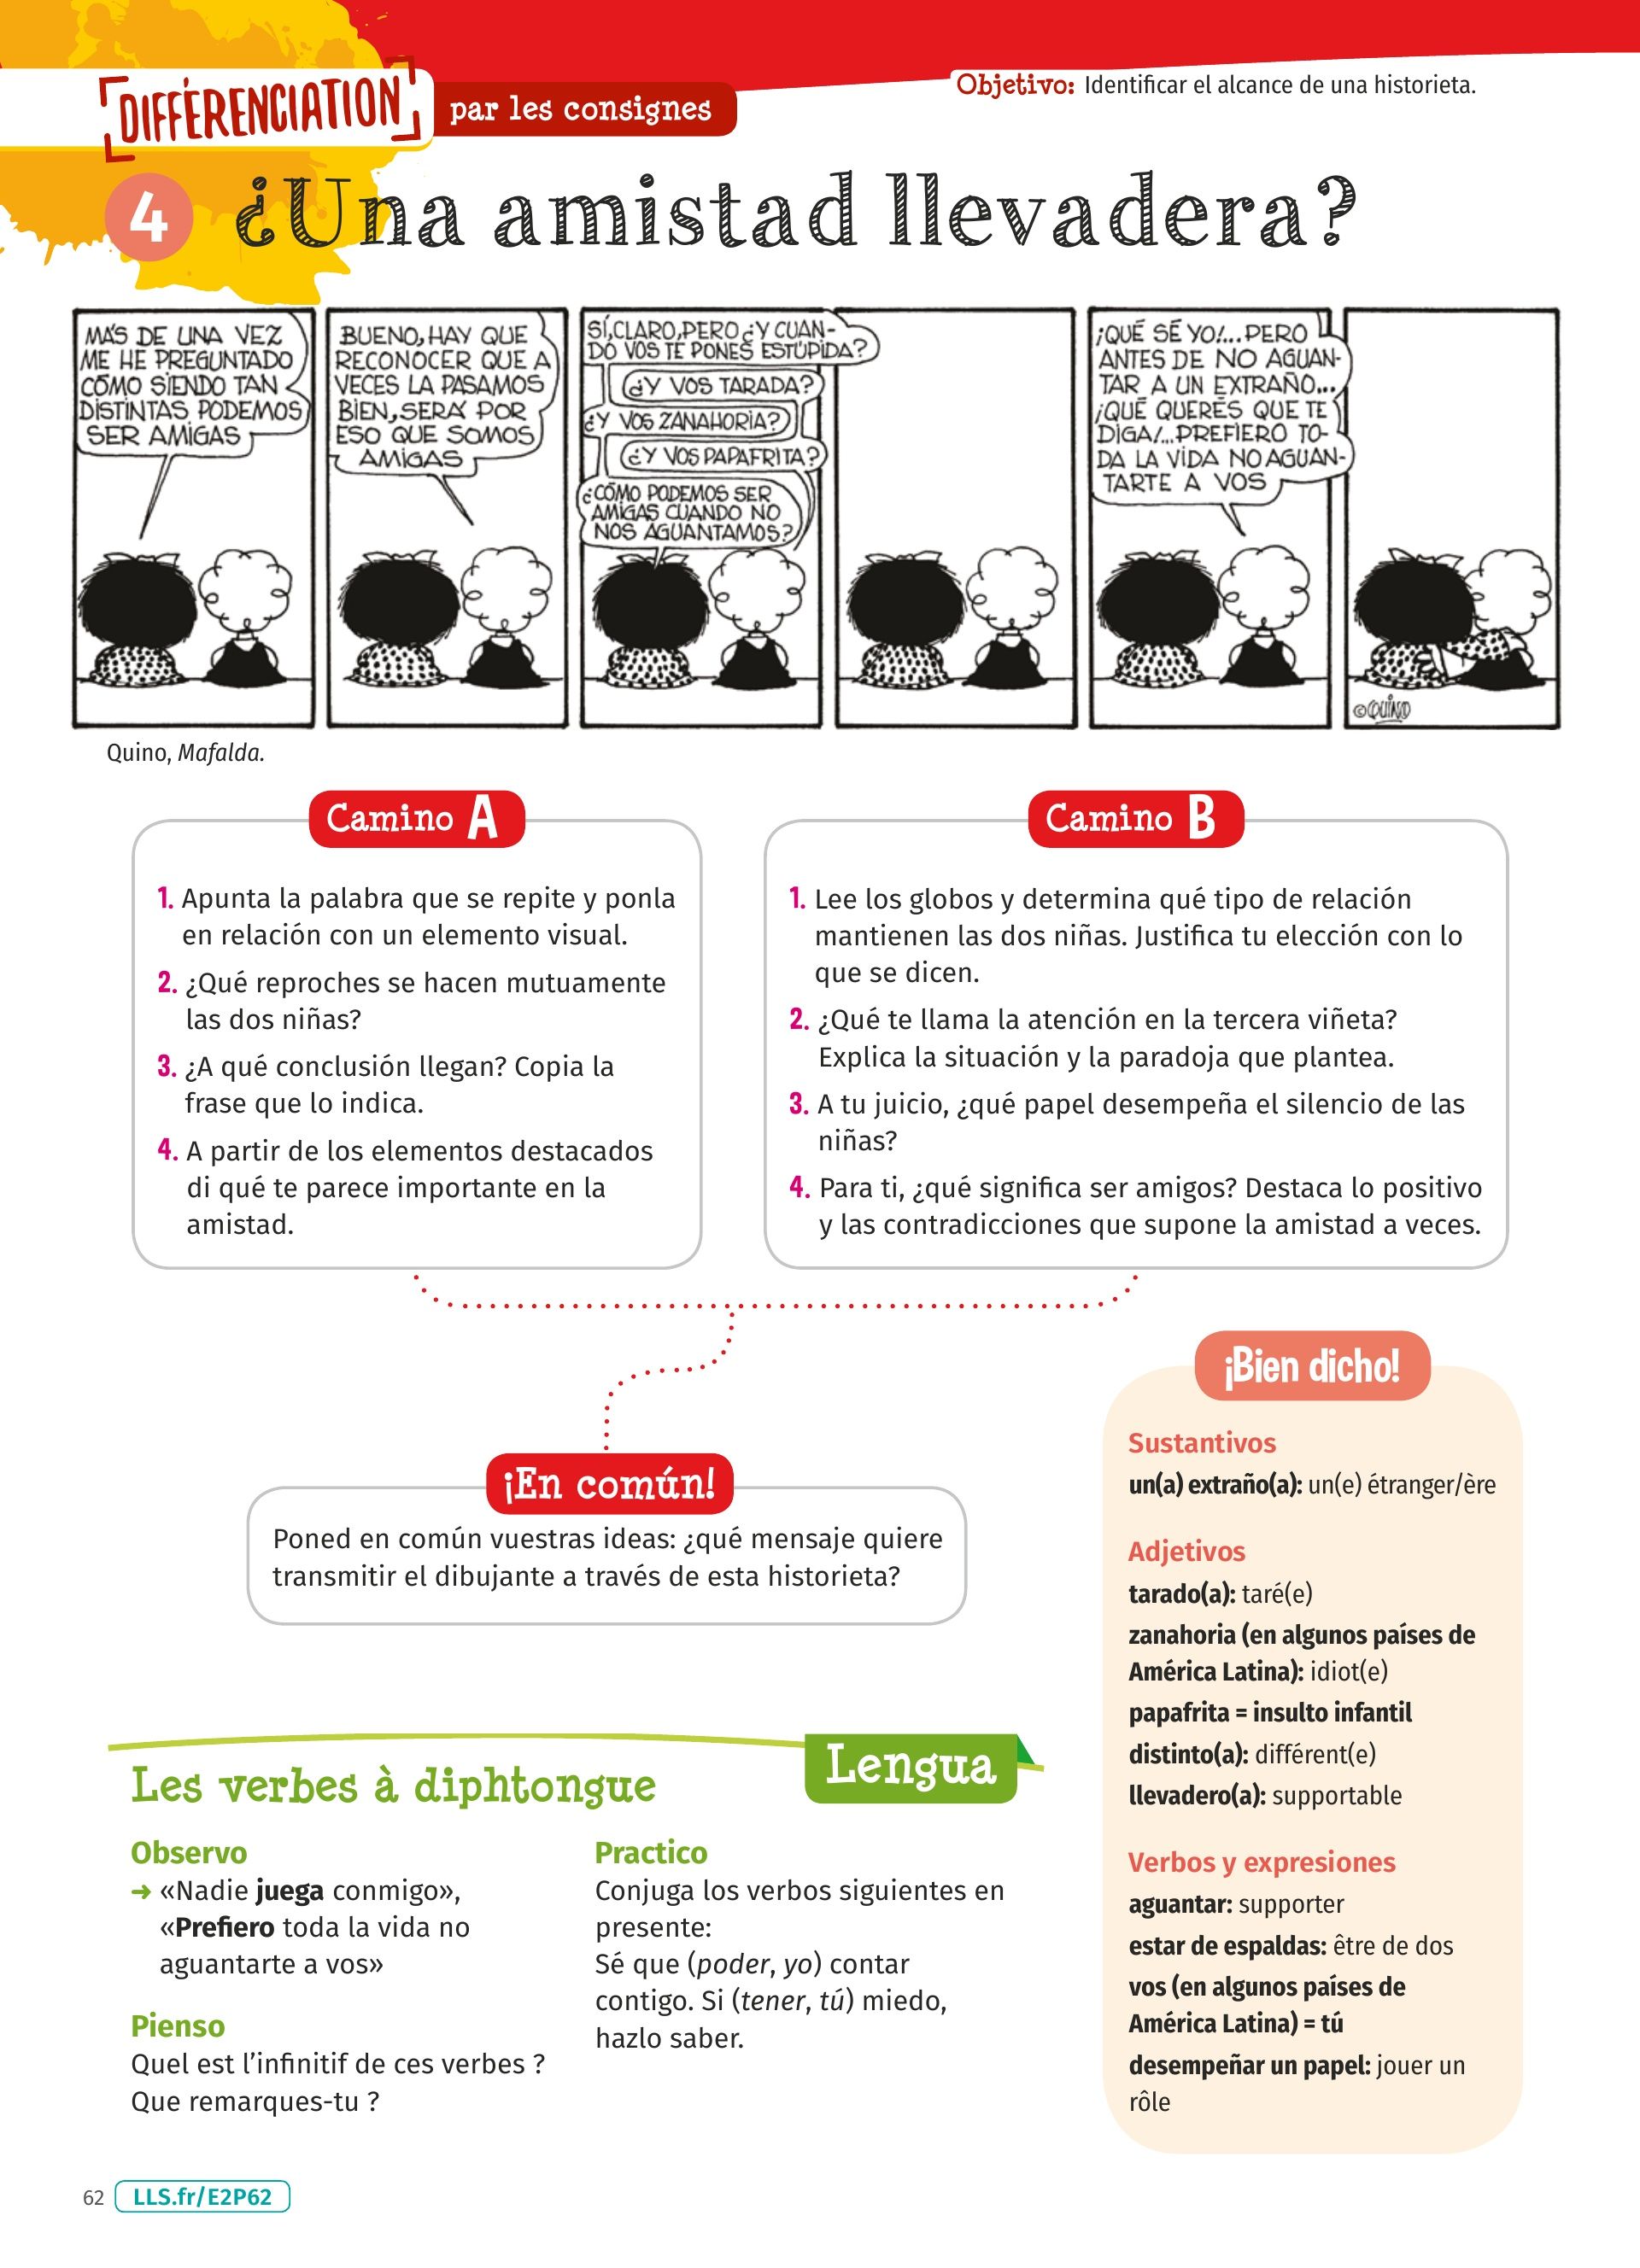 DIFFÉRENCIATION par les consignes
Objetivo: Identificar el alcance de una historieta.
4 ¿Una amistad llevadera?
MÁS DE UNA VEZ
ME HE PREGUNTADO
CÓMO SIENDO TAN
DISTINTAS PODEMOS
SER AMIGAS
BUENO, HAY QUE
RECONOCER QUE A
VECES LA PASAMOS
BIEN, SERÁ POR
ESO QUE SOMOS
AMIGAS
SÍ, CLARO, PERO ¿Y CUAN-
DO VOS TE PONES ESTÚPIDA?
¿Y VOS TARADA?
¿Y VOS ZANAHORIA?
¿Y VOS PAPAFRITA?
¿CÓMO PODEMOS SER
AMIGAS CUANDO NO
NOS AGUANTAMOS?
¡QUÉ SÉ YO!...PERO
ANTES DE NO AGUAN-
TAR A UN EXTRAÑO...
¡QUÉ QUERÉS QUE TE
DIGA!...PREFIERO TO-
DA LA VIDA NO AGUAN-
TARTE A VOS
©QUINO
Quino, Mafalda.
Camino A
1. Apunta la palabra que se repite y ponla
en relación con un elemento visual.
2. ¿Qué reproches se hacen mutuamente
las dos niñas?
3. ¿A qué conclusión llegan? Copia la
frase que lo indica.
4. A partir de los elementos destacados
di qué te parece importante en la
amistad.
Camino B
1. Lee los globos y determina qué tipo de relación
mantienen las dos niñas. Justifica tu elección con lo
que se dicen.
2. ¿Qué te llama la atención en la tercera viñeta?
Explica la situación y la paradoja que plantea.
3. A tu juicio, ¿qué papel desempeña el silencio de las
niñas?
4. Para ti, ¿qué significa ser amigos? Destaca lo positivo
y las contradicciones que supone la amistad a veces.
¡En común!
Poned en común vuestras ideas: ¿qué mensaje quiere
transmitir el dibujante a través de esta historieta?
¡Bien dicho!
Sustantivos
un(a) extraño(a): un(e) étranger/ère
Adjetivos
tarado(a): taré(e)
zanahoria (en algunos países de
América Latina): idiot(e)
papafrita = insulto infantil
distinto(a): différent(e)
llevadero(a): supportable
Verbos y expresiones
aguantar: supporter
estar de espaldas: être de dos
vos (en algunos países de
América Latina) = tú
desempeñar un papel: jouer un
rôle
Lengua
Les verbes à diphtongue
Observo
➜ «Nadie juega conmigo»,
«Prefiero toda la vida no
aguantarte a vos»
Pienso
Quel est l'infinitif de ces verbes ?
Que remarques-tu ?
Practico
Conjuga los verbos siguientes en
presente:
Sé que (poder, yo) contar
contigo. Si (tener, tú) miedo,
hazlo saber.
62 LLS.fr/E2P62